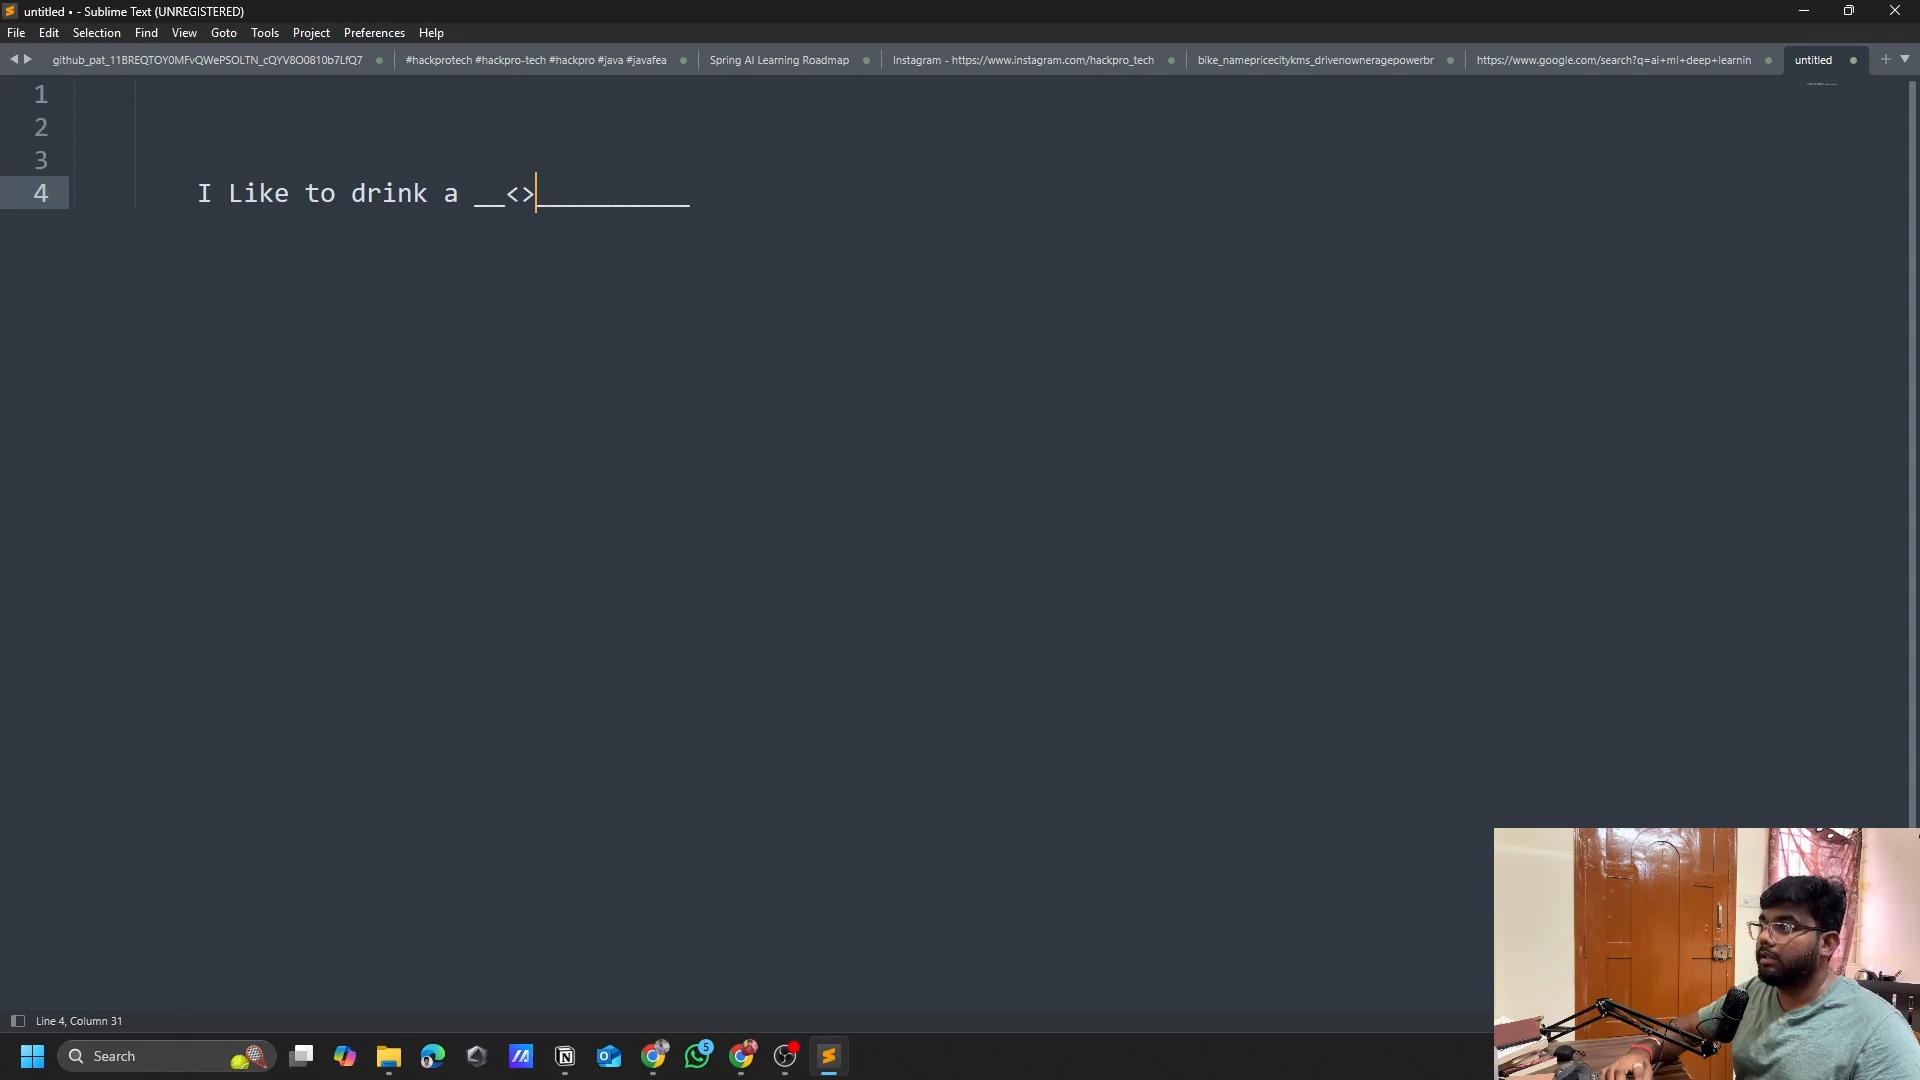 untitled • - Sublime Text (UNREGISTERED)
File Edit Selection Find View Goto Tools Project Preferences Help
github_pat_11BREQTOY0MFvQWePSOLTN_cQYV8O0810b7LfQ7 #hackprotech #hackpro-tech #hackpro #java #javafea Spring AI Learning Roadmap Instagram - https://www.instagram.com/hackpro_tech bike_namepricecitykms_drivenowneragepowerbr https://www.google.com/search?q=ai+ml+deep+learnin untitled
1
2
3
4 I Like to drink a __<>__________
Line 4, Column 31
Search
5